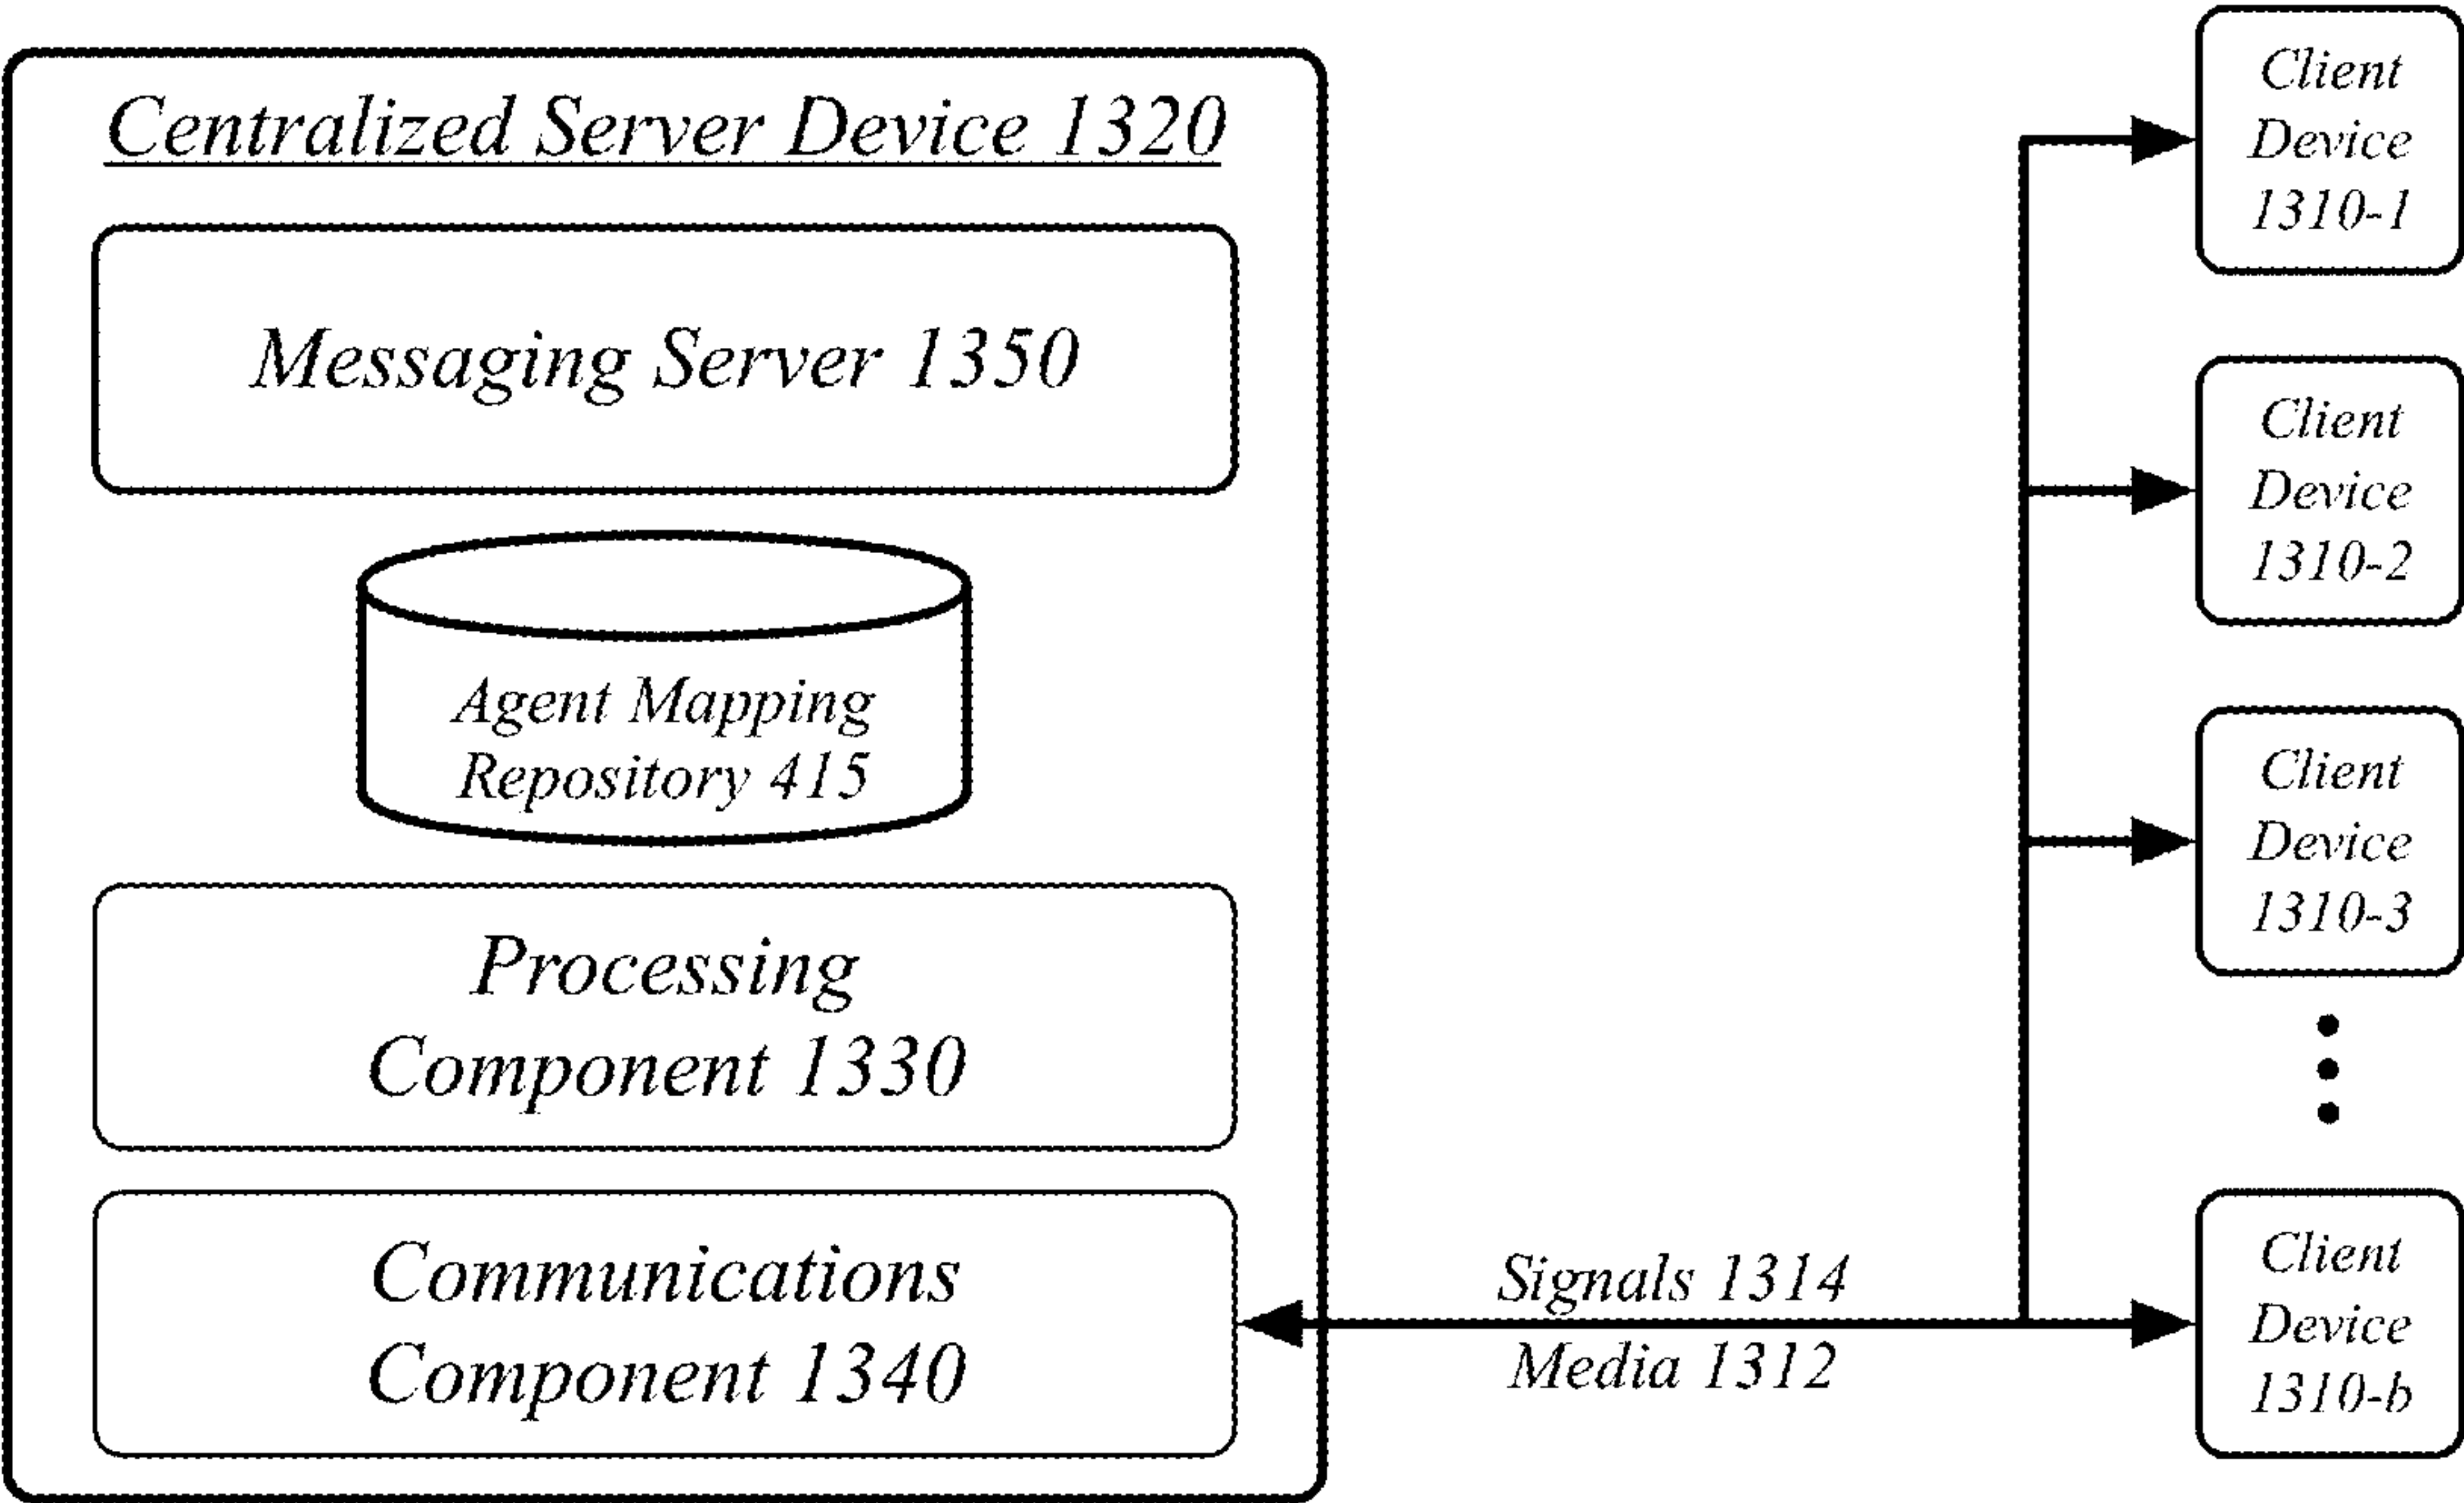 Centralized Server Device 1320
Messaging Server 1350
Agent Mapping
Repository 415
Processing
Component 1330
Communications
Component 1340
Signals 1314
Media 1312
Client
Device
1310-1
Client
Device
1310-2
Client
Device
1310-3
Client
Device
1310-b